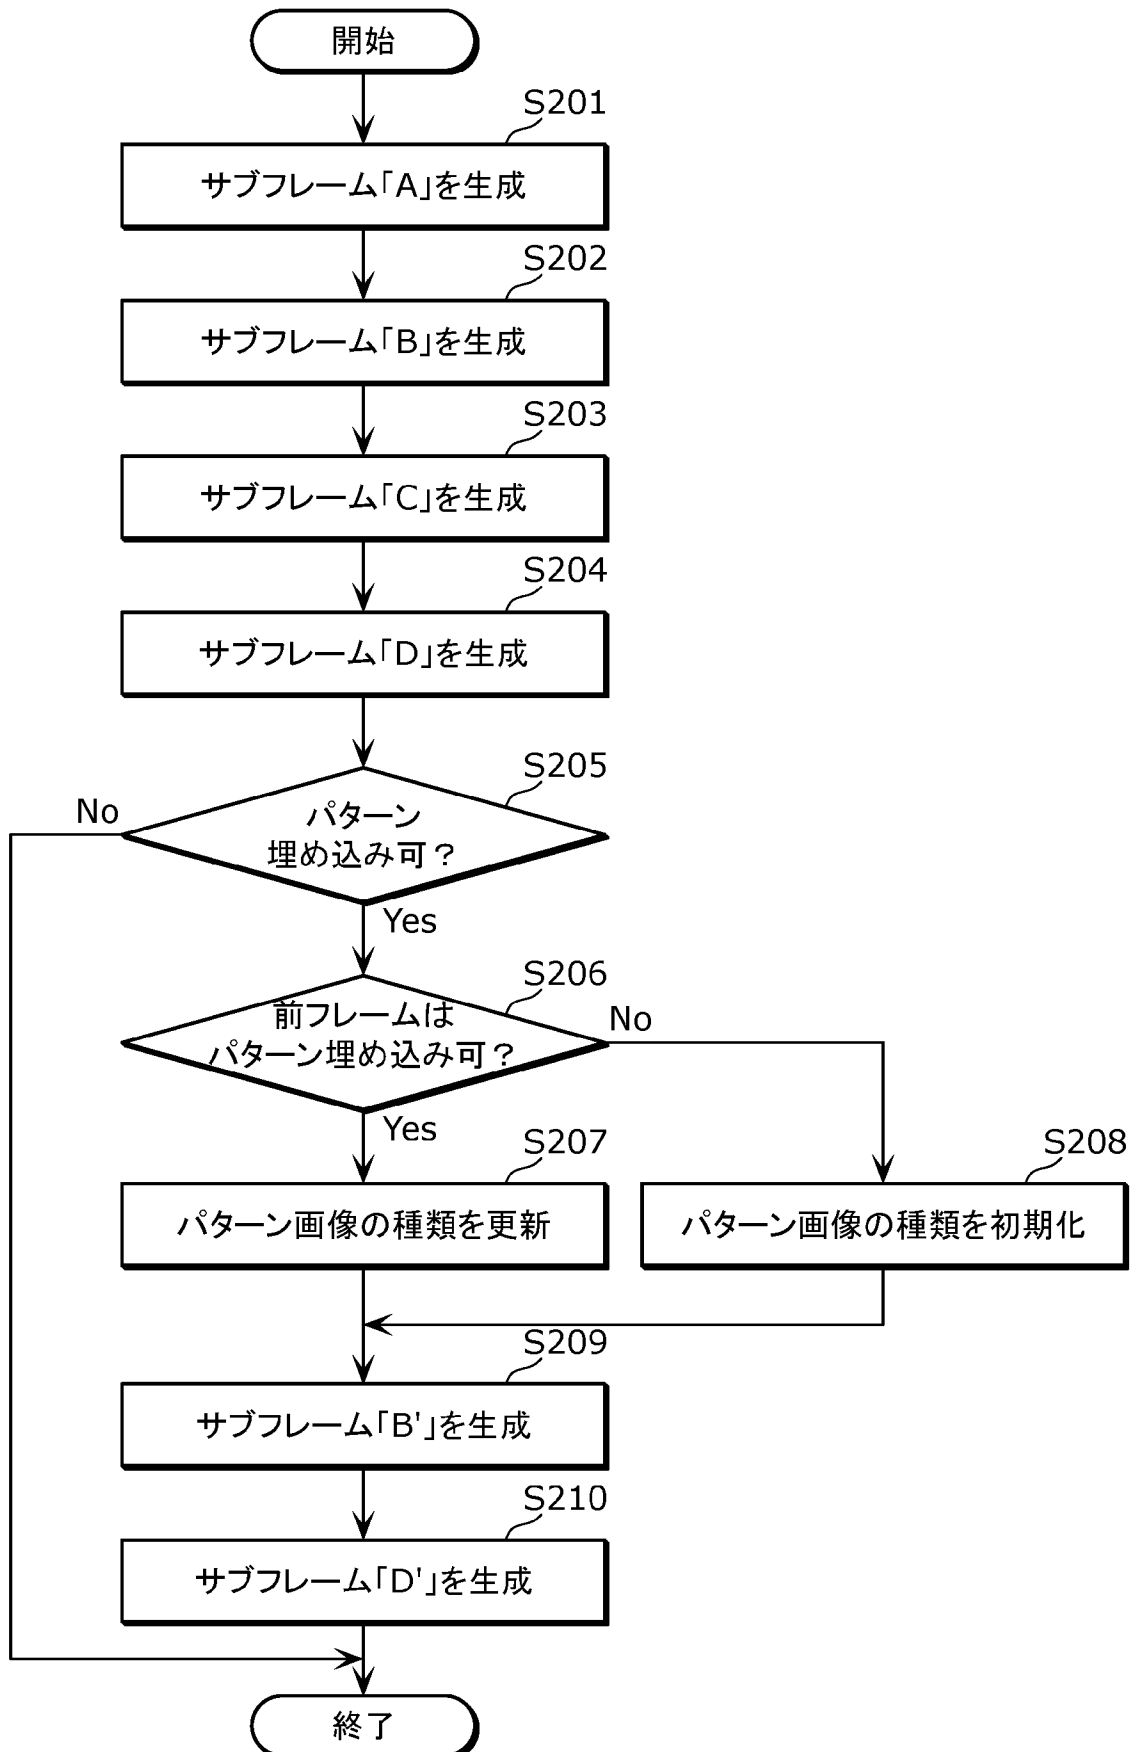 開始
S201
サブフレーム｢A｣を生成
S202
サブフレーム｢B｣を生成
S203
サブフレーム｢C｣を生成
S204
サブフレーム｢D｣を生成
S205
No
パターン
埋め込み可？
Yes
S206
前フレームは
パターン埋め込み可？
No
Yes
S207
パターン画像の種類を更新
S208
パターン画像の種類を初期化
S209
サブフレーム｢B'｣を生成
S210
サブフレーム｢D'｣を生成
終了